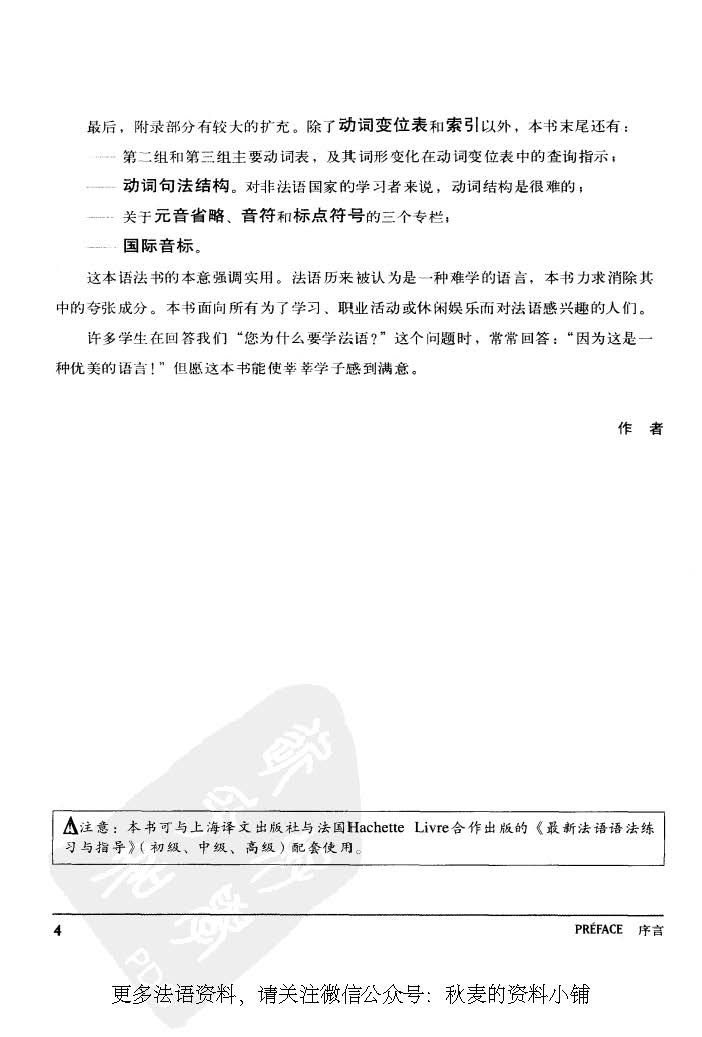 最后，附录部分有较大的扩充。除了动词变位表和索引以外，本书末尾还有：
—— 第二组和第三组主要动词表，及其词形变化在动词变位表中的查询指示；
—— 动词句法结构。对非法语国家的学习者来说，动词结构是很难的；
—— 关于元音省略、音符和标点符号的三个专栏；
—— 国际音标。
这本语法书的本意强调实用。法语历来被认为是一种难学的语言，本书力求消除其
中的夸张成分。本书面向所有为了学习、职业活动或休闲娱乐而对法语感兴趣的人们。
许多学生在回答我们“您为什么要学法语？”这个问题时，常常回答：“因为这是一
种优美的语言！”但愿这本书能使莘莘学子感到满意。
作 者
注意：本书可与上海译文出版社与法国Hachette Livre合作出版的《最新法语语法练
习与指导》（初级、中级、高级）配套使用。
4 PRÉFACE 序言
更多法语资料，请关注微信公众号：秋麦的资料小铺